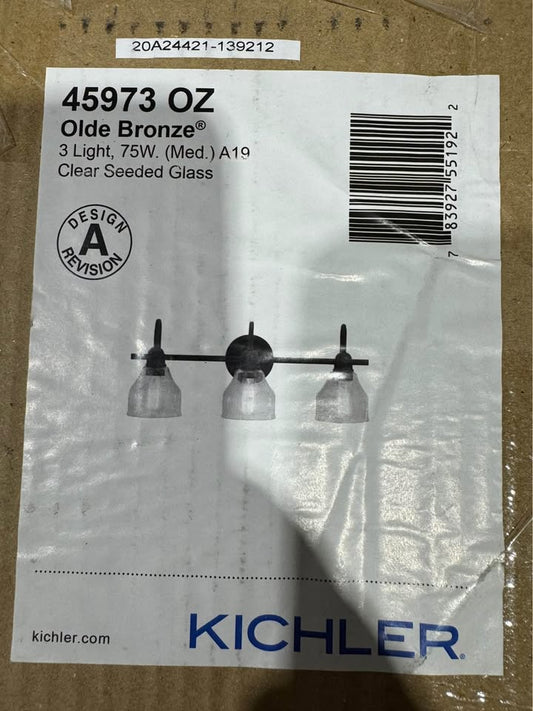 20A24421-139212
45973 OZ
Olde Bronze®
3 Light, 75W. (Med.) A19
Clear Seeded Glass
DESIGN
A
REVISION
7 83927 55192 2
kichler.com
KICHLER®